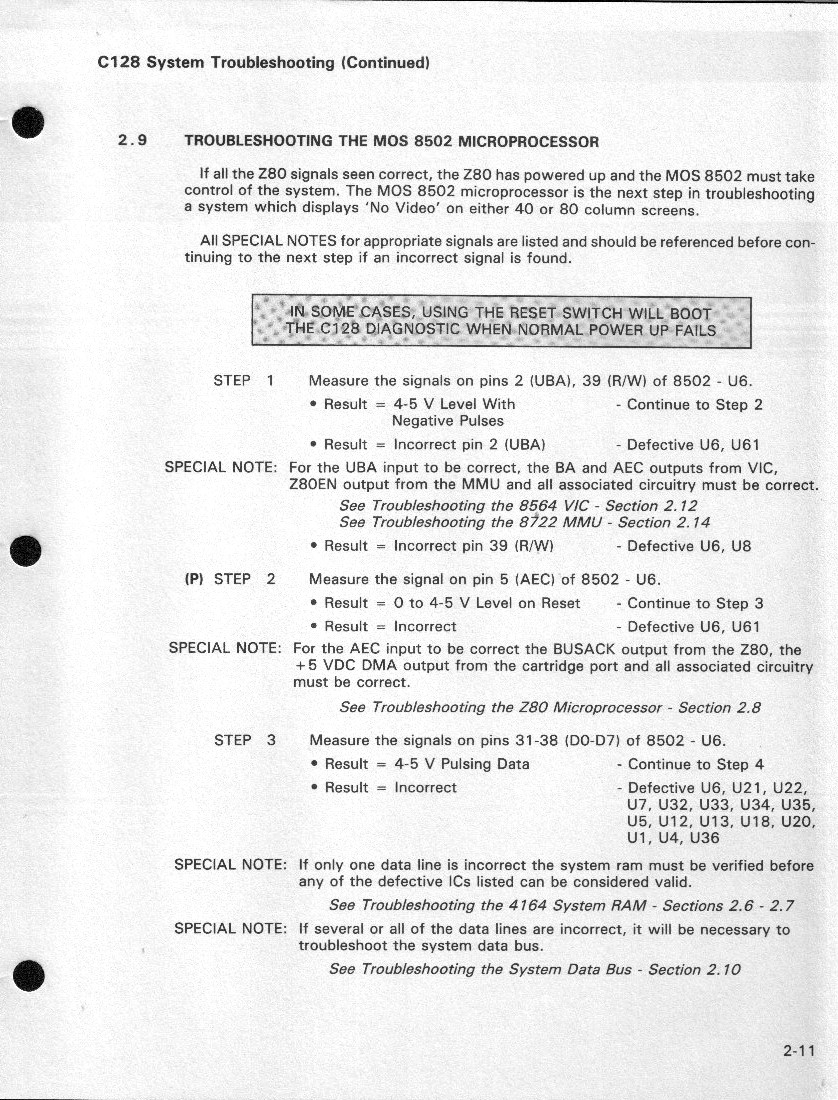 C128 System Troubleshooting (Continued)
2.9 TROUBLESHOOTING THE MOS 8502 MICROPROCESSOR
If all the Z80 signals seen correct, the Z80 has powered up and the MOS 8502 must take
control of the system. The MOS 8502 microprocessor is the next step in troubleshooting
a system which displays 'No Video' on either 40 or 80 column screens.
All SPECIAL NOTES for appropriate signals are listed and should be referenced before con-
tinuing to the next step if an incorrect signal is found.
IN SOME CASES, USING THE RESET SWITCH WILL BOOT
THE C128 DIAGNOSTIC WHEN NORMAL POWER UP FAILS
STEP 1 Measure the signals on pins 2 (UBA), 39 (R/W) of 8502 - U6.
• Result = 4-5 V Level With - Continue to Step 2
Negative Pulses
• Result = Incorrect pin 2 (UBA) - Defective U6, U61
SPECIAL NOTE: For the UBA input to be correct, the BA and AEC outputs from VIC,
Z80EN output from the MMU and all associated circuitry must be correct.
See Troubleshooting the 8564 VIC - Section 2.12
See Troubleshooting the 8722 MMU - Section 2.14
• Result = Incorrect pin 39 (R/W) - Defective U6, U8
(P) STEP 2 Measure the signal on pin 5 (AEC) of 8502 - U6.
• Result = 0 to 4-5 V Level on Reset - Continue to Step 3
• Result = Incorrect - Defective U6, U61
SPECIAL NOTE: For the AEC input to be correct the BUSACK output from the Z80, the
+5 VDC DMA output from the cartridge port and all associated circuitry
must be correct.
See Troubleshooting the Z80 Microprocessor - Section 2.8
STEP 3 Measure the signals on pins 31-38 (D0-D7) of 8502 - U6.
• Result = 4-5 V Pulsing Data - Continue to Step 4
• Result = Incorrect - Defective U6, U21, U22,
U7, U32, U33, U34, U35,
U5, U12, U13, U18, U20,
U1, U4, U36
SPECIAL NOTE: If only one data line is incorrect the system ram must be verified before
any of the defective ICs listed can be considered valid.
See Troubleshooting the 4164 System RAM - Sections 2.6 - 2.7
SPECIAL NOTE: If several or all of the data lines are incorrect, it will be necessary to
troubleshoot the system data bus.
See Troubleshooting the System Data Bus - Section 2.10
2-11